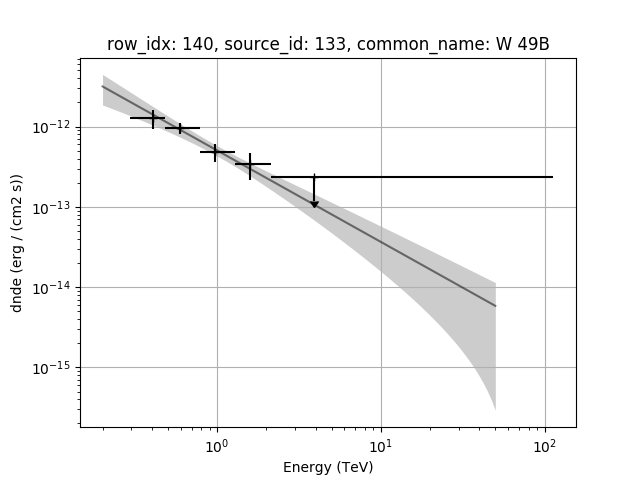 row_idx: 140, source_id: 133, common_name: W 49B
dnde (erg / (cm2 s))
10⁻¹²
10⁻¹³
10⁻¹⁴
10⁻¹⁵
10⁰
10¹
10²
Energy (TeV)